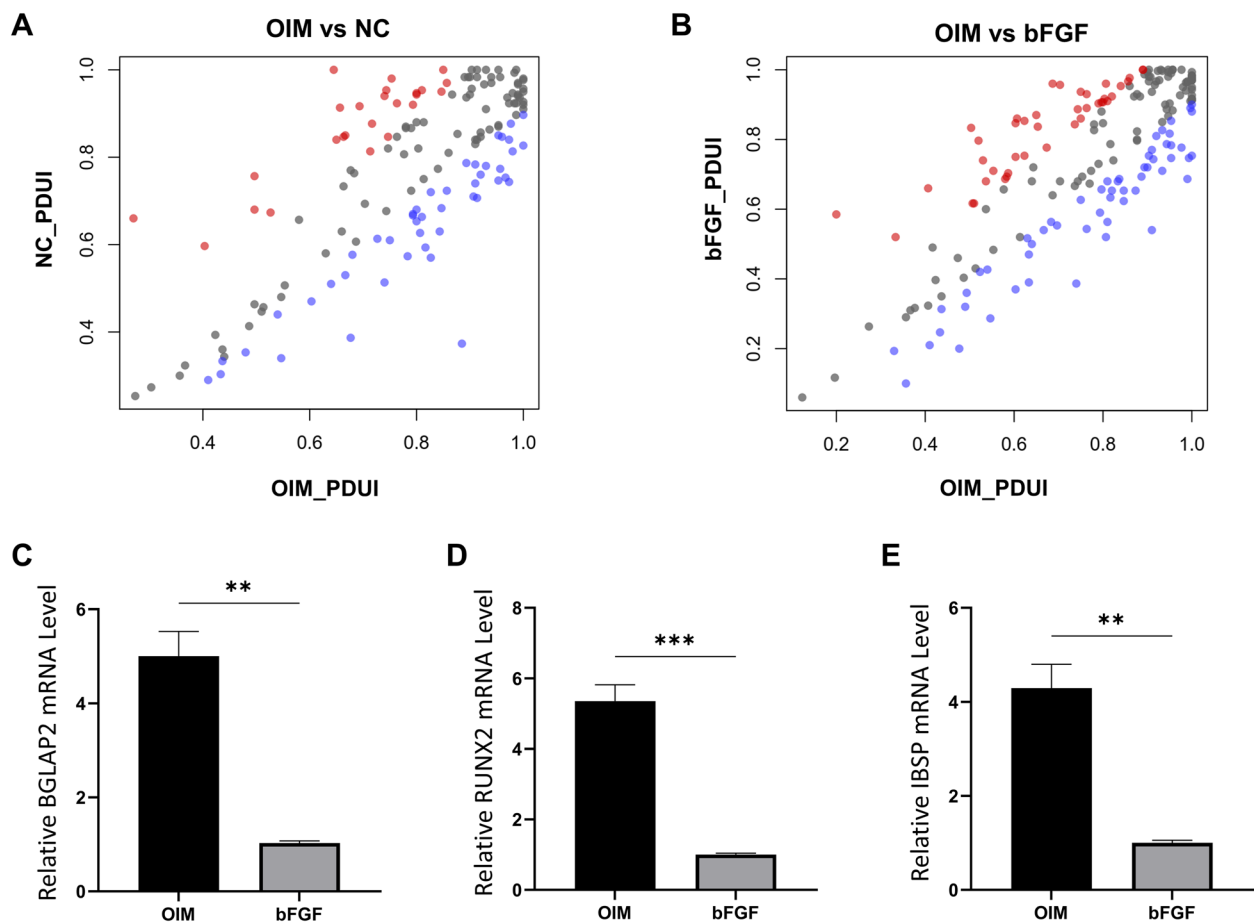 A
OIM vs NC
NC_PDUI
1.0
0.8
0.6
0.4
0.4
0.6
0.8
1.0
OIM_PDUI
B
OIM vs bFGF
bFGF_PDUI
1.0
0.8
0.6
0.4
0.2
0.2
0.4
0.6
0.8
1.0
OIM_PDUI
C
Relative BGLAP2 mRNA Level
6
4
2
0
**
OIM
bFGF
D
Relative RUNX2 mRNA Level
8
6
4
2
0
***
OIM
bFGF
E
Relative IBSP mRNA Level
6
4
2
0
**
OIM
bFGF